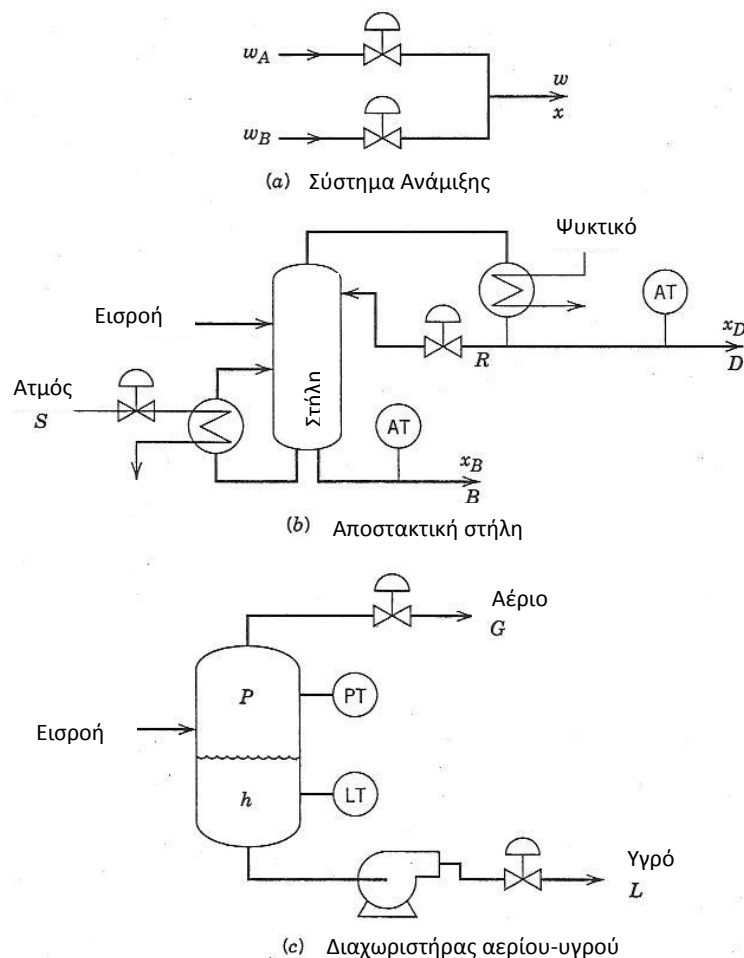 w_A
w
x
w_B
(a) Σύστημα Ανάμιξης
Ψυκτικό
AT
Εισροή
x_D
R
D
Ατμός
S
Στήλη
AT
x_B
B
(b) Αποστακτική στήλη
Αέριο
G
P
PT
Εισροή
h
LT
Υγρό
L
(c) Διαχωριστήρας αερίου-υγρού